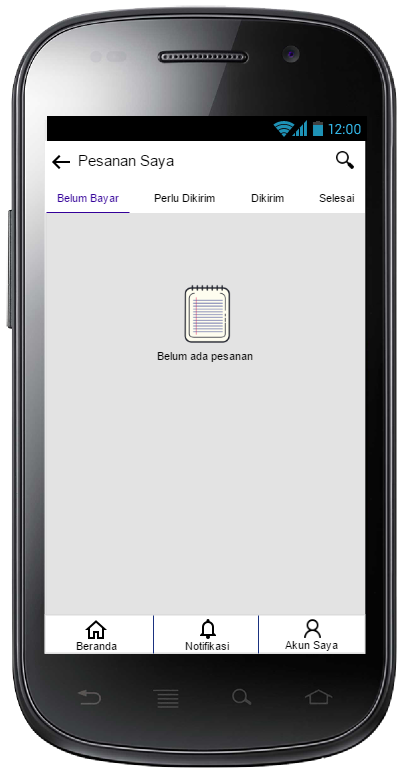 12:00
Pesanan Saya
Belum Bayar Perlu Dikirim Dikirim Selesai
Belum ada pesanan
Beranda Notifikasi Akun Saya